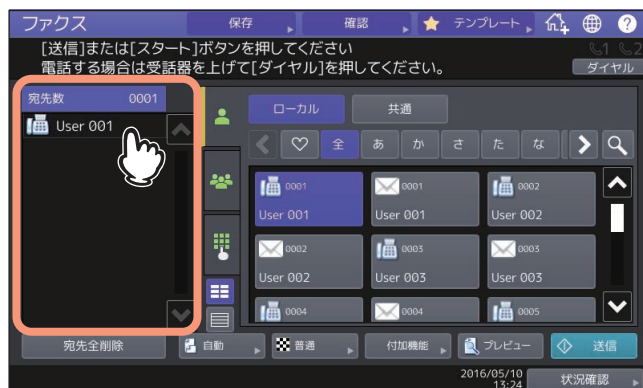 ファクス 保存 確認 テンプレート ?
[送信]または[スタート]ボタンを押してください
電話する場合は受話器を上げて[ダイヤル]を押してください。
1 2
ダイヤル
宛先数 0001
User 001
ローカル 共通
全 あ か さ た な
0001 User 001
0001 User 001
0002 User 002
0002 User 002
0003 User 003
0003 User 003
0004
0004
0005
宛先全削除 自動 普通 付加機能 プレビュー 送信
2016/05/10
13:24
状況確認